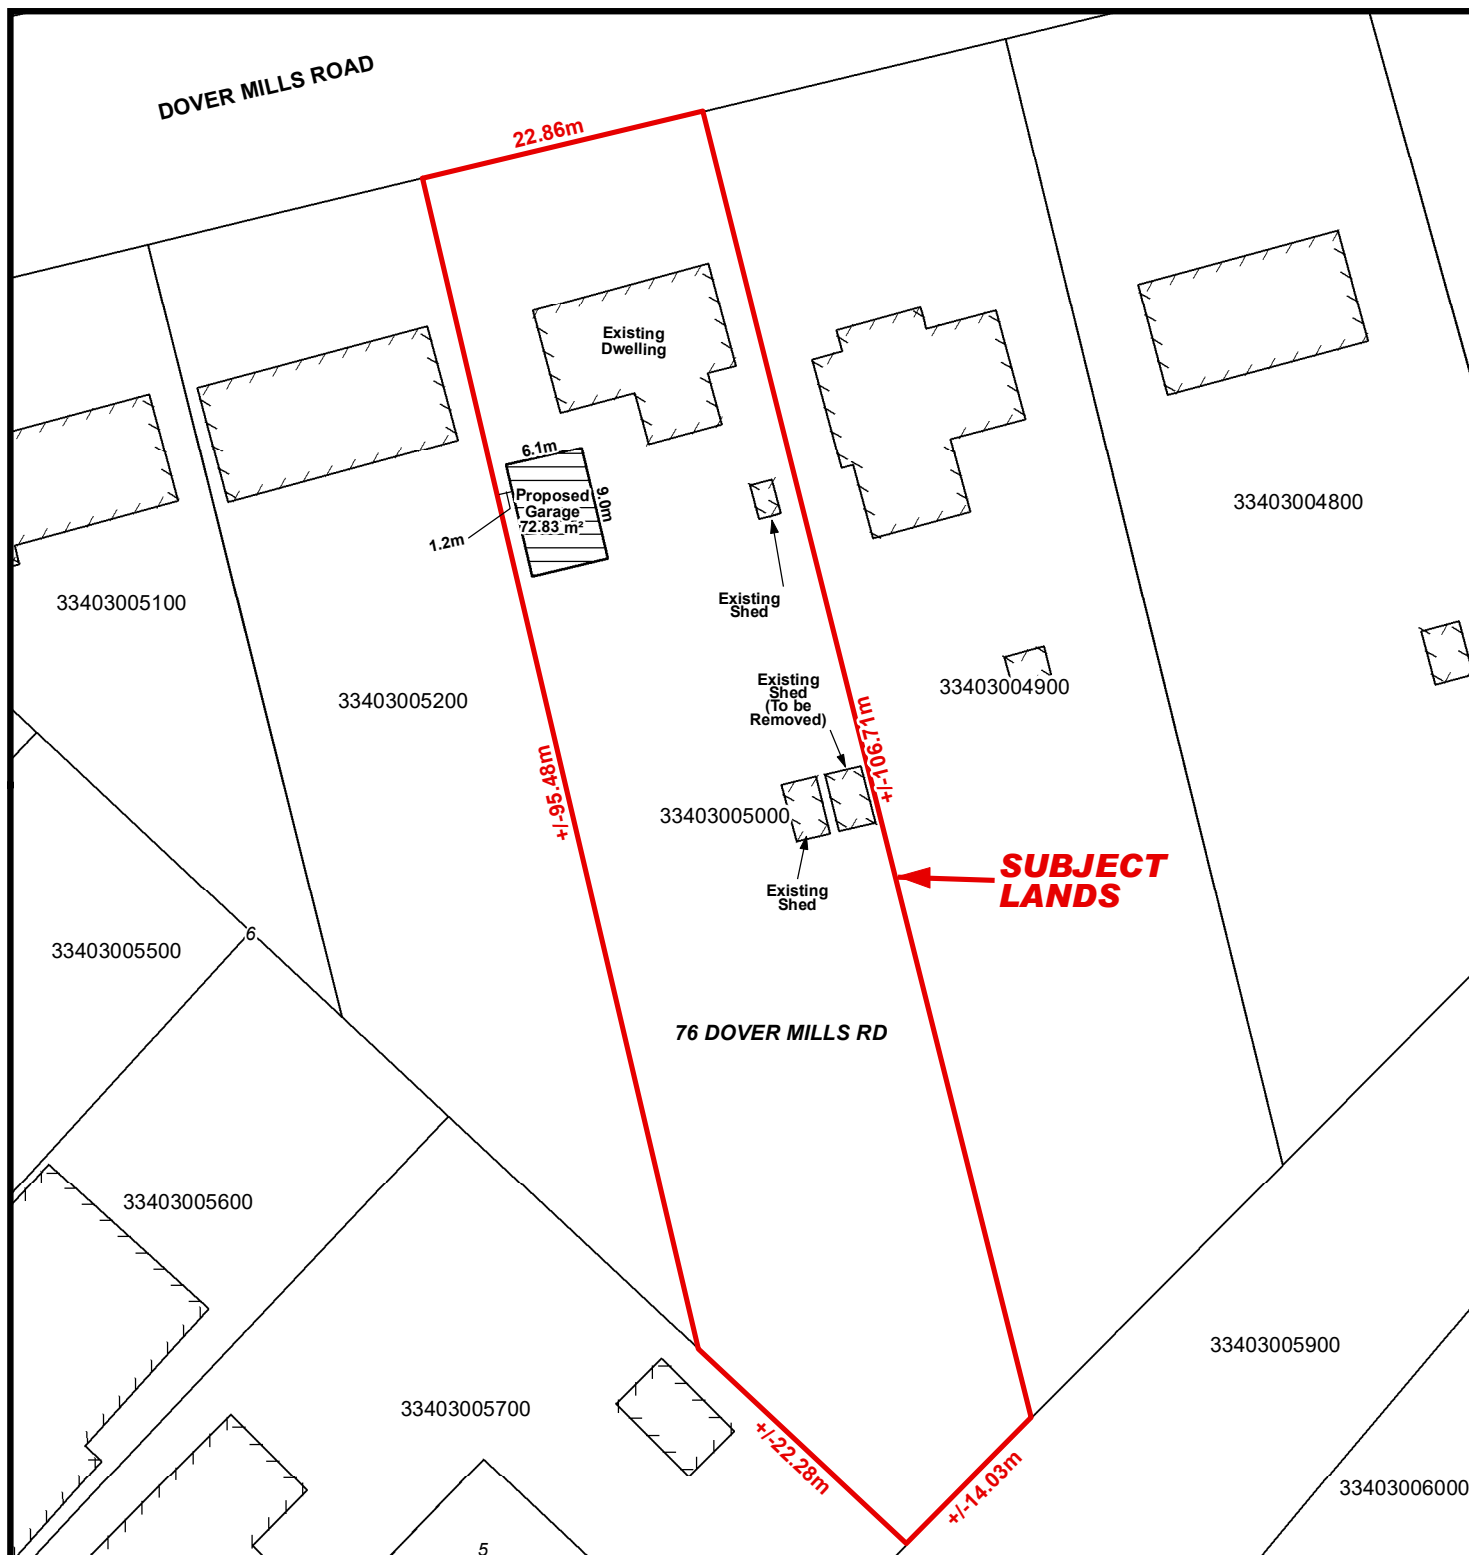 DOVER MILLS ROAD
22.86m
Existing
Dwelling
6.1m
9.0m
Proposed
Garage
72.83 m²
1.2m
33403004800
Existing
Shed
33403005100
33403005200
Existing
Shed
(To be
Removed)
33403004900
+/-95.48m
+/-106.71m
33403005000
SUBJECT
LANDS
Existing
Shed
6
33403005500
76 DOVER MILLS RD
33403005600
33403005900
33403005700
+/-22.28m
+/-14.03m
33403006000
5